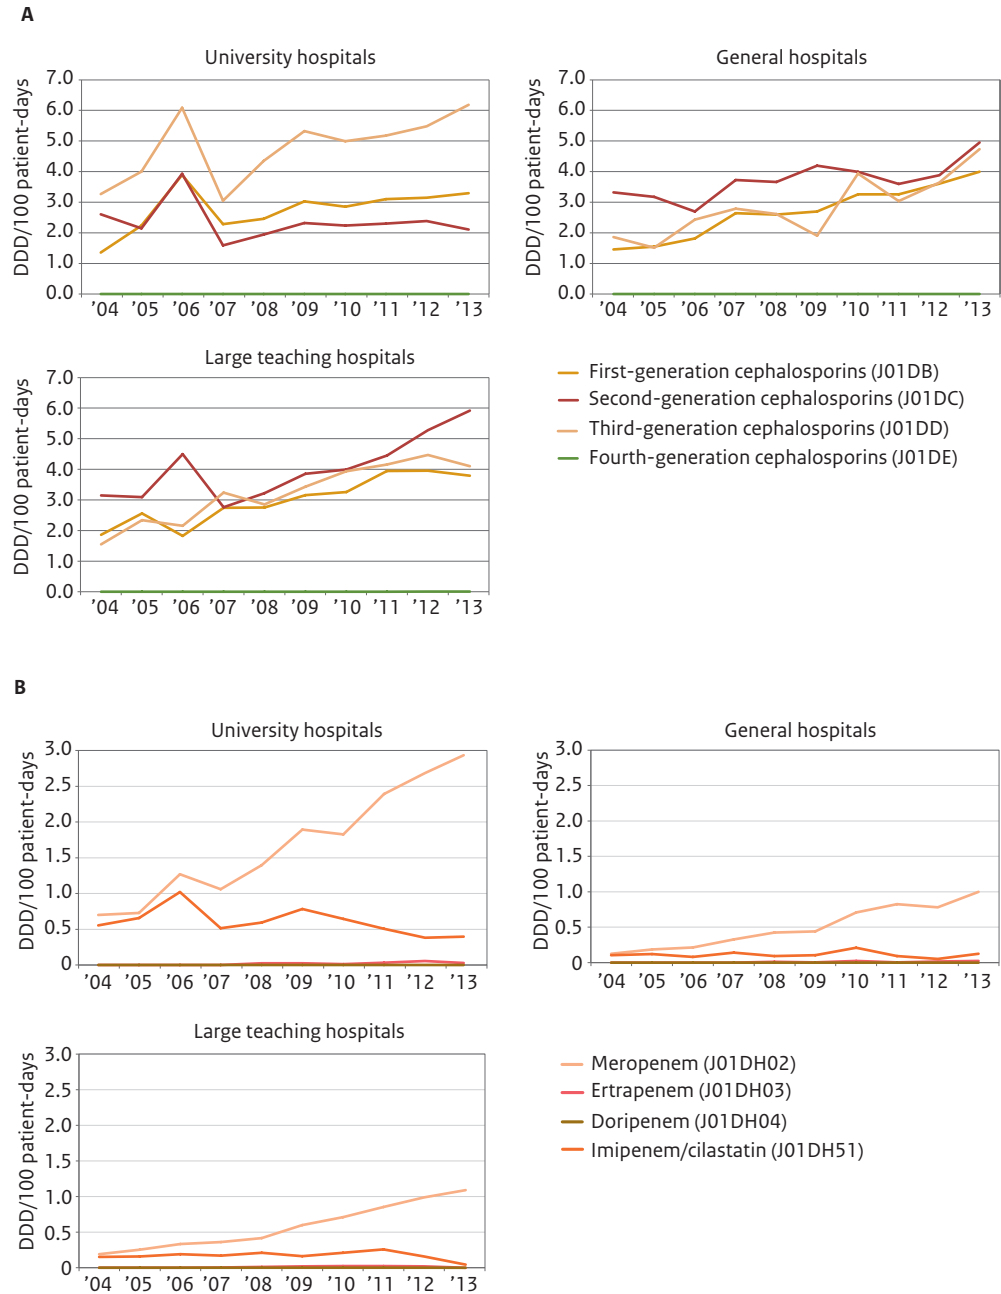 A
University hospitals
DDD/100 patient-days
7.0
6.0
5.0
4.0
3.0
2.0
1.0
0.0
’04 ’05 ’06 ’07 ’08 ’09 ’10 ’11 ’12 ’13
General hospitals
DDD/100 patient-days
7.0
6.0
5.0
4.0
3.0
2.0
1.0
0.0
’04 ’05 ’06 ’07 ’08 ’09 ’10 ’11 ’12 ’13
Large teaching hospitals
DDD/100 patient-days
7.0
6.0
5.0
4.0
3.0
2.0
1.0
0.0
’04 ’05 ’06 ’07 ’08 ’09 ’10 ’11 ’12 ’13
First-generation cephalosporins (J01DB)
Second-generation cephalosporins (J01DC)
Third-generation cephalosporins (J01DD)
Fourth-generation cephalosporins (J01DE)
B
University hospitals
DDD/100 patient-days
3.0
2.5
2.0
1.5
1.0
0.5
0
’04 ’05 ’06 ’07 ’08 ’09 ’10 ’11 ’12 ’13
General hospitals
DDD/100 patient-days
3.0
2.5
2.0
1.5
1.0
0.5
0
’04 ’05 ’06 ’07 ’08 ’09 ’10 ’11 ’12 ’13
Large teaching hospitals
DDD/100 patient-days
3.0
2.5
2.0
1.5
1.0
0.5
0
’04 ’05 ’06 ’07 ’08 ’09 ’10 ’11 ’12 ’13
Meropenem (J01DH02)
Ertrapenem (J01DH03)
Doripenem (J01DH04)
Imipenem/cilastatin (J01DH51)